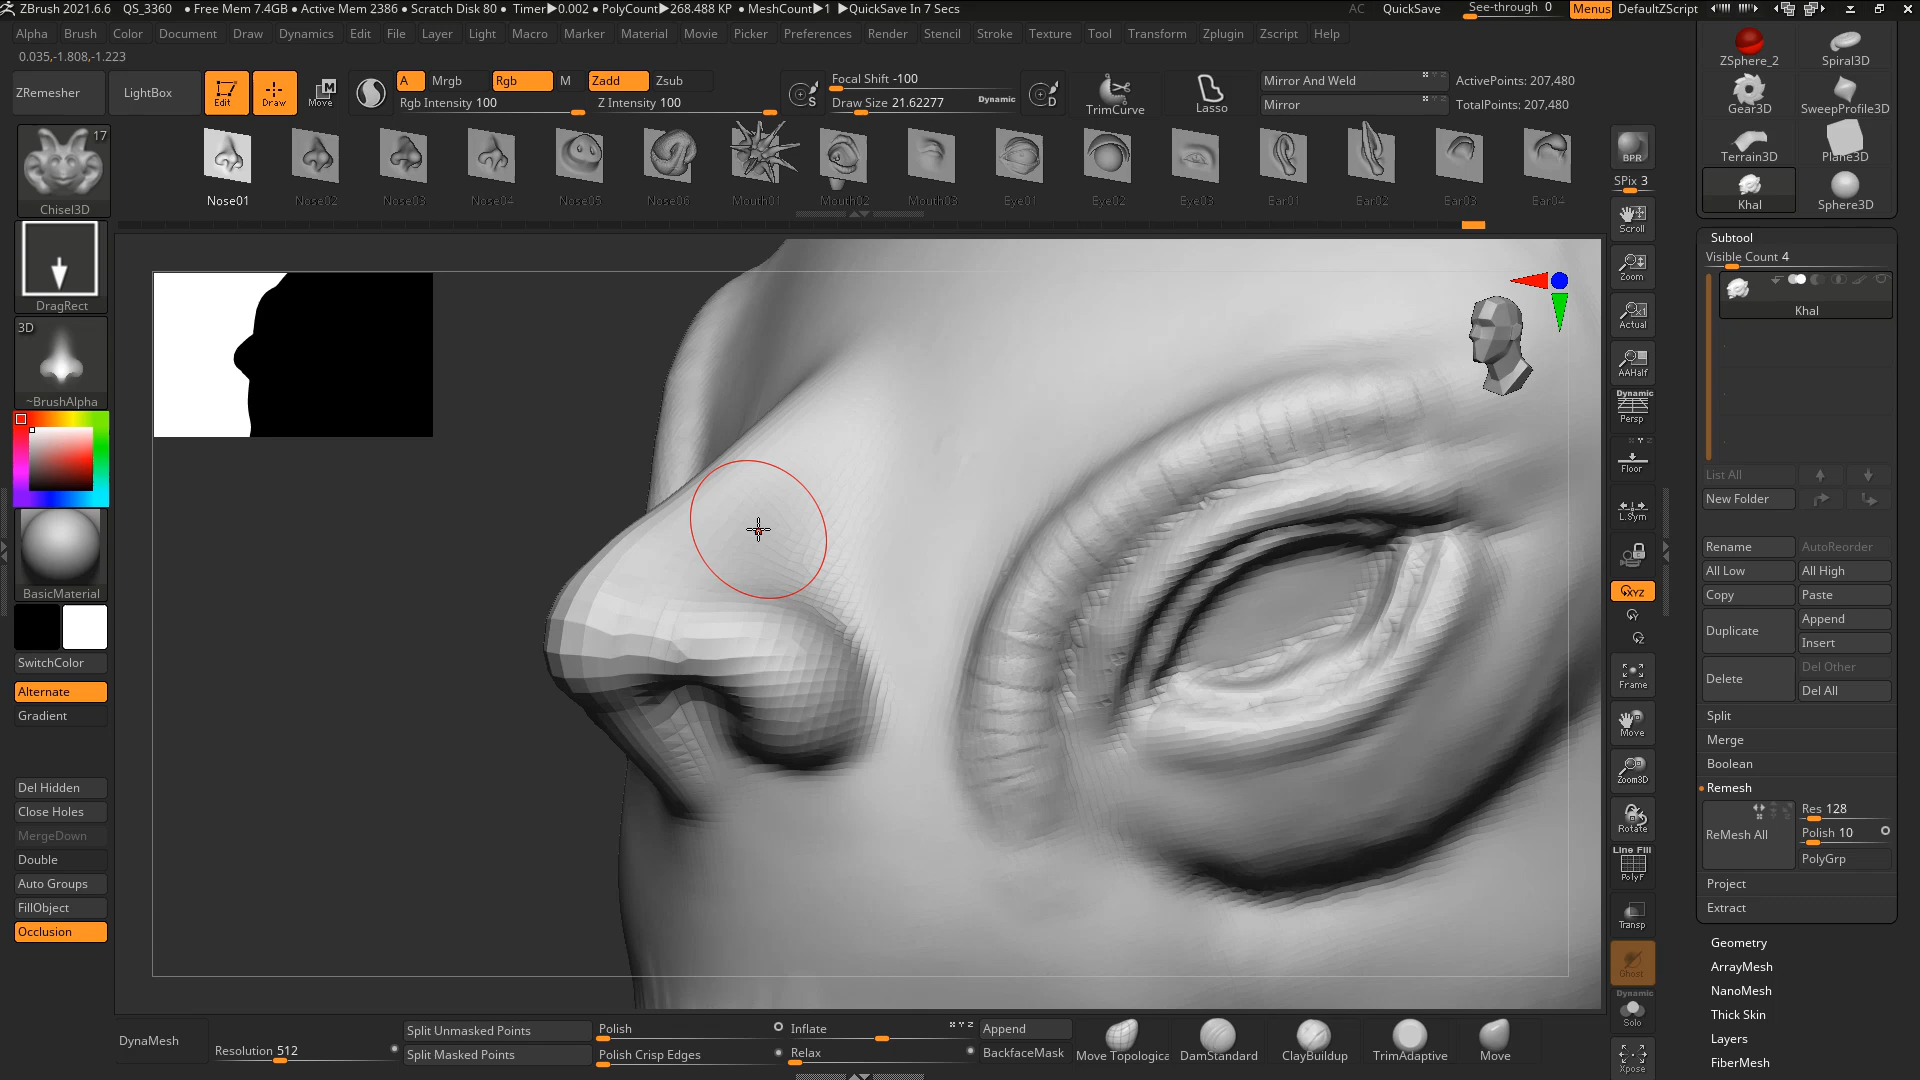 ZBrush 2021.6.6 QS_3360 • Free Mem 7.4GB • Active Mem 2386 • Scratch Disk 80 • Timer▶0.002 • PolyCount▶268.488 KP • MeshCount▶1 ▶QuickSave In 7 Secs AC QuickSave See-through 0 Menus DefaultZScript
Alpha Brush Color Document Draw Dynamics Edit File Layer Light Macro Marker Material Movie Picker Preferences Render Stencil Stroke Texture Tool Transform Zplugin Zscript Help
0.035,-1.808,-1.223
ZRemesher LightBox Edit Draw Move A Mrgb Rgb M Zadd Zsub
Rgb Intensity 100 Z Intensity 100
S Focal Shift -100
Draw Size 21.62277 Dynamic D
TrimCurve Lasso
Mirror And Weld ActivePoints: 207,480
Mirror TotalPoints: 207,480
17
Chisel3D
Nose01 Nose02 Nose03 Nose04 Nose05 Nose06 Mouth01 Mouth02 Mouth03 Eye01 Eye02 Eye03 Ear01 Ear02 Ear03 Ear04
DragRect
3D
~BrushAlpha
BasicMaterial
SwitchColor
Alternate
Gradient
Del Hidden
Close Holes
MergeDown
Double
Auto Groups
FillObject
Occlusion
BPR
SPix 3
Scroll
Zoom
Actual
AAHalf
Dynamic
Persp
Floor
L.Sym
XYZ
Frame
Move
Zoom3D
Rotate
Line Fill
PolyF
Transp
Ghost
Dynamic
Solo
Xpose
ZSphere_2 Spiral3D
Gear3D SweepProfile3D
Terrain3D Plane3D
Khal Sphere3D
Subtool
Visible Count 4
Khal
List All
New Folder
Rename AutoReorder
All Low All High
Copy Paste
Duplicate Append
Insert
Delete Del Other
Del All
Split
Merge
Boolean
Remesh
ReMesh All Res 128
Polish 10
PolyGrp
Project
Extract
Geometry
ArrayMesh
NanoMesh
Thick Skin
Layers
FiberMesh
DynaMesh
Resolution 512
Split Unmasked Points
Split Masked Points
Polish
Polish Crisp Edges
Inflate
Relax
Append
BackfaceMask
Move Topologica DamStandard ClayBuildup TrimAdaptive Move